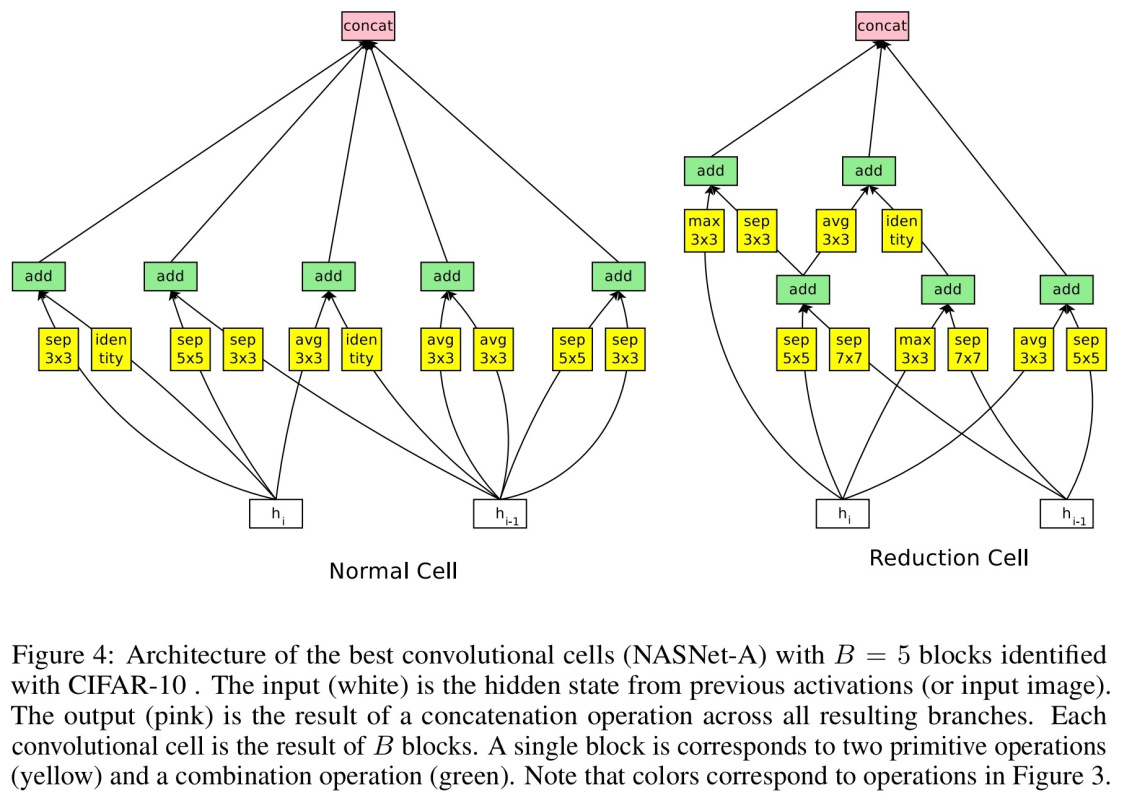 concat
add
add
add
add
add
sep
3x3
iden
tity
sep
5x5
sep
3x3
avg
3x3
iden
tity
avg
3x3
avg
3x3
sep
5x5
sep
3x3
hi
hi-1
Normal Cell
concat
add
add
max
3x3
sep
3x3
avg
3x3
iden
tity
add
add
add
sep
5x5
sep
7x7
max
3x3
sep
7x7
avg
3x3
sep
5x5
hi
hi-1
Reduction Cell
Figure 4: Architecture of the best convolutional cells (NASNet-A) with B = 5 blocks identified
with CIFAR-10 . The input (white) is the hidden state from previous activations (or input image).
The output (pink) is the result of a concatenation operation across all resulting branches. Each
convolutional cell is the result of B blocks. A single block is corresponds to two primitive operations
(yellow) and a combination operation (green). Note that colors correspond to operations in Figure 3.